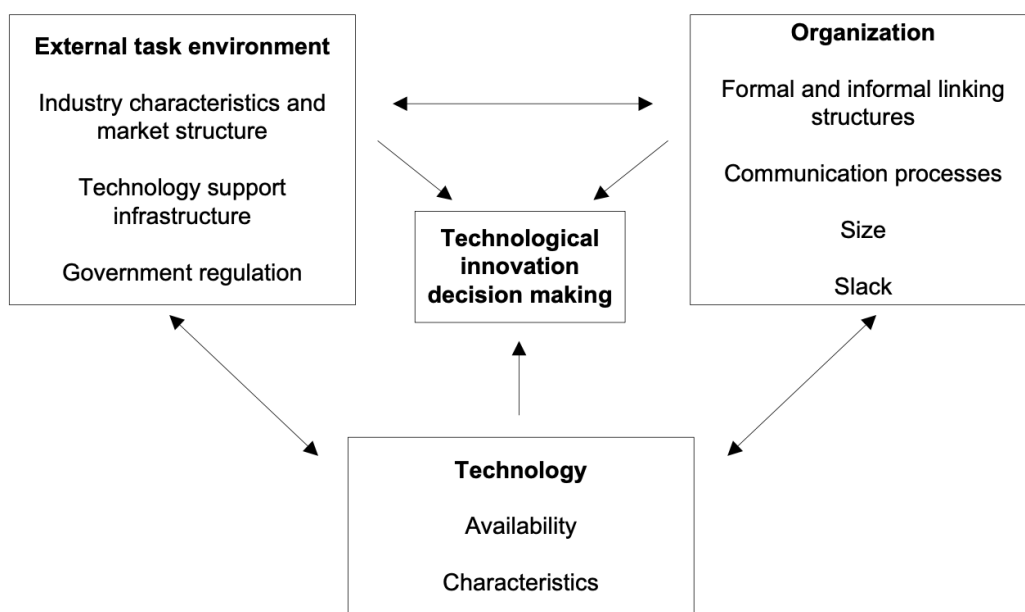 External task environment
Industry characteristics and
market structure
Technology support
infrastructure
Government regulation
Organization
Formal and informal linking
structures
Communication processes
Size
Slack
Technological
innovation
decision making
Technology
Availability
Characteristics